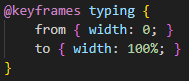 @keyframes typing {
    from { width: 0; }
    to { width: 100%; }
}